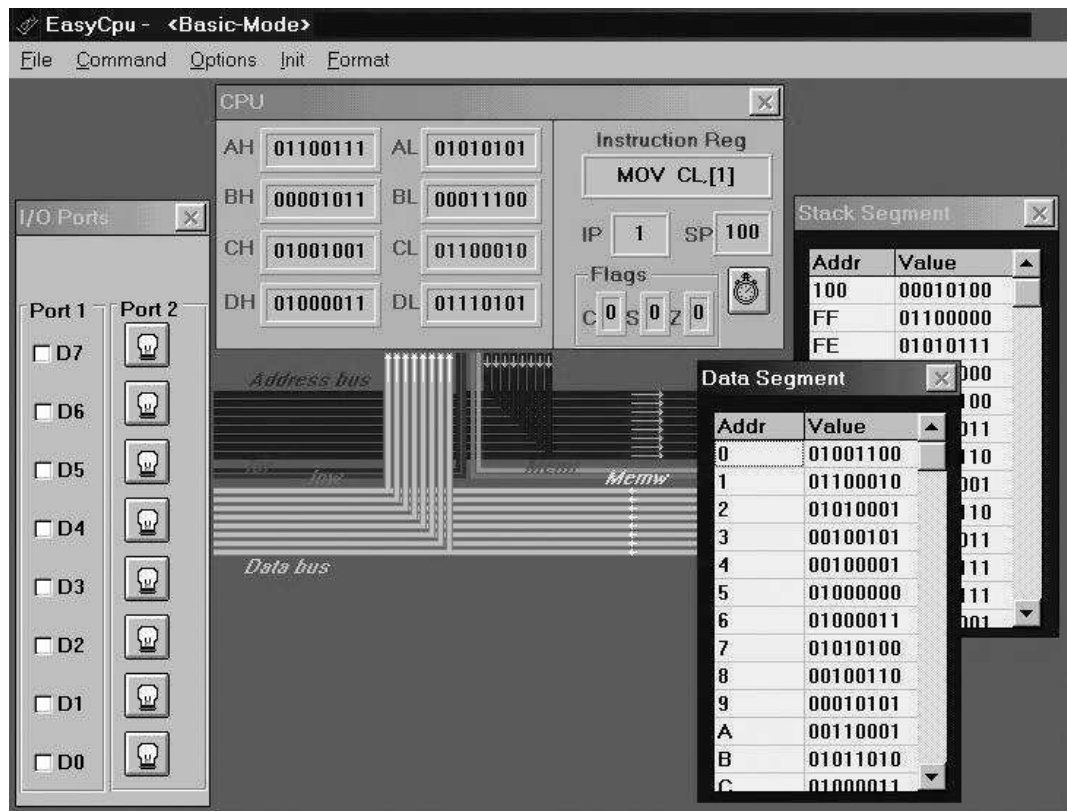 EasyCpu - <Basic-Mode>
File Command Options Init Format
CPU
AH 01100111 AL 01010101
BH 00001011 BL 00011100
CH 01001001 CL 01100010
DH 01000011 DL 01110101
Instruction Reg
MOV CL,[1]
IP 1 SP 100
Flags
C 0 S 0 Z 0
I/O Ports
Port 1 Port 2
D7
D6
D5
D4
D3
D2
D1
D0
Address bus
Iow
Memw
Data bus
Stack Segment
Addr Value
100 00010100
FF 01100000
FE 01010111
Data Segment
Addr Value
0 01001100
1 01100010
2 01010001
3 00100101
4 00100001
5 01000000
6 01000011
7 01010100
8 00100110
9 00010101
A 00110001
B 01011010
C 01000011